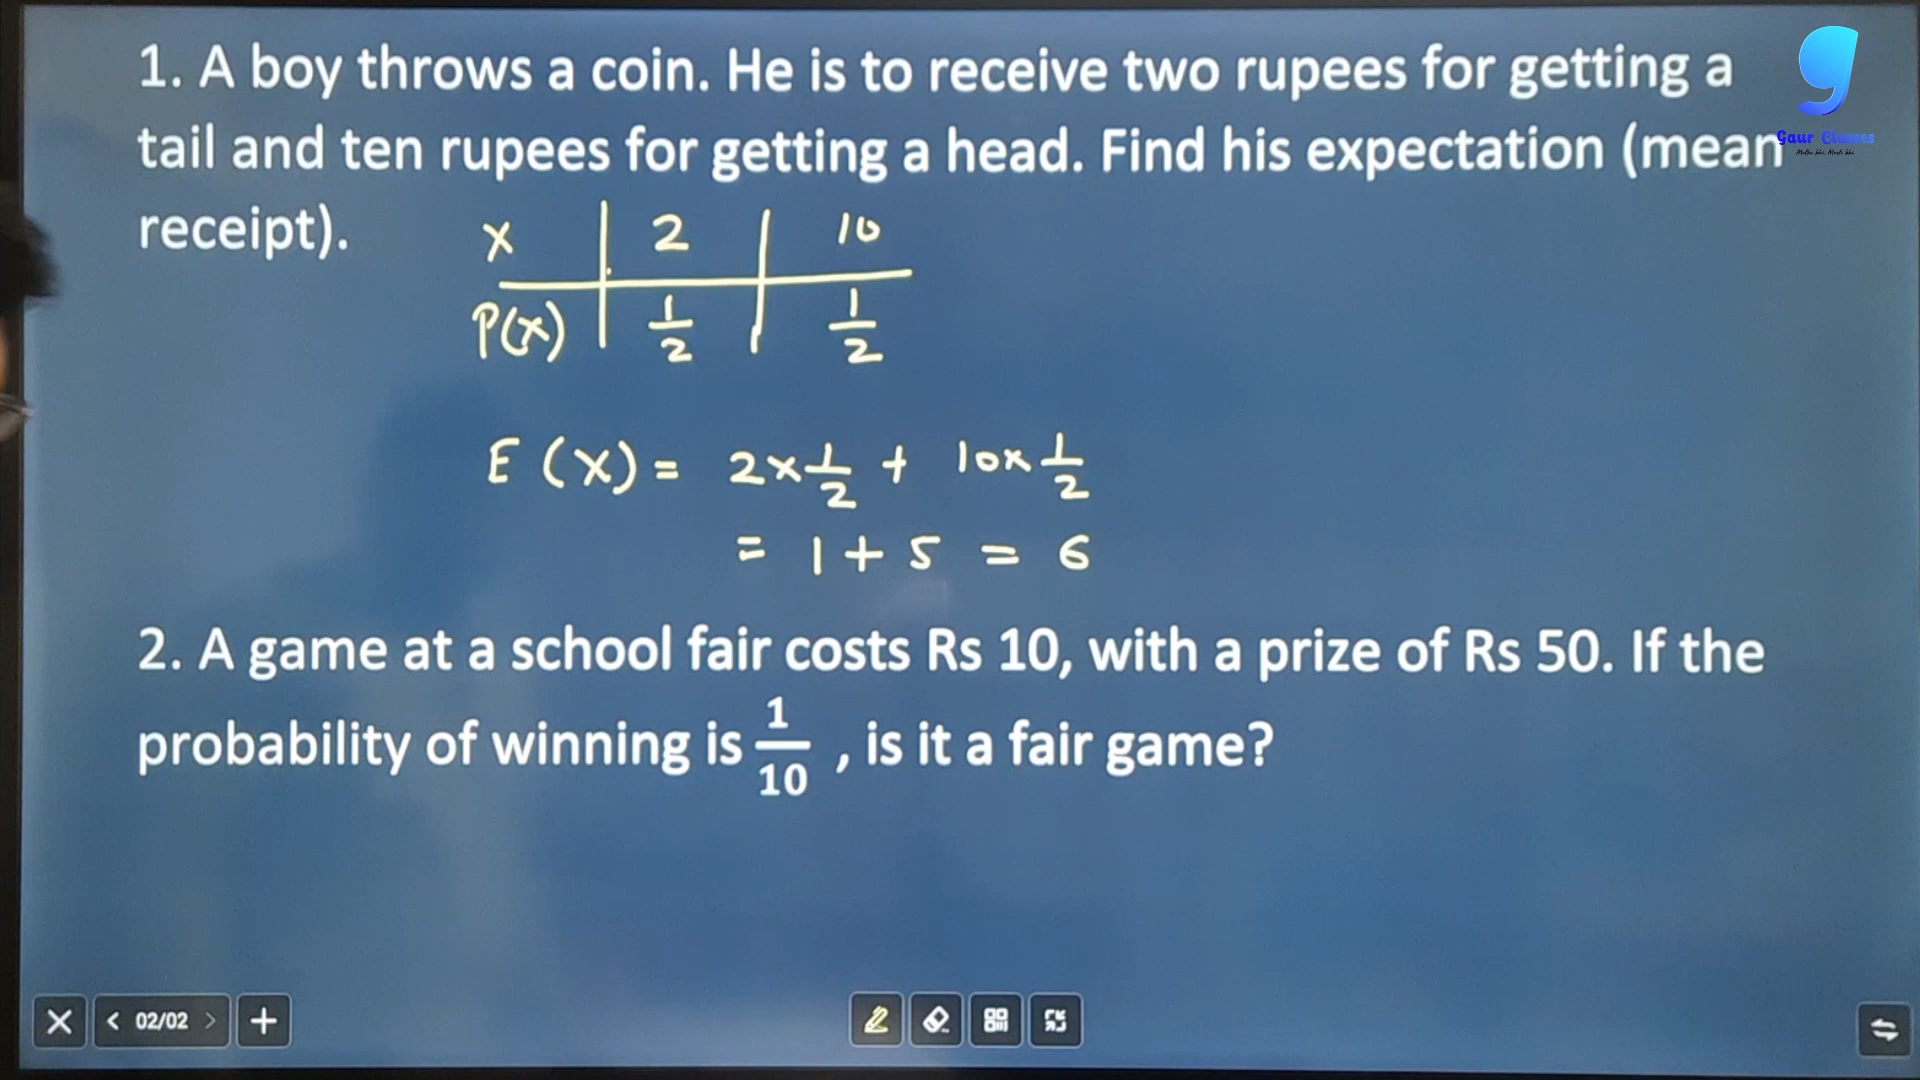 1. A boy throws a coin. He is to receive two rupees for getting a
tail and ten rupees for getting a head. Find his expectation (mean
receipt).
Gaur Classes
X | 2 | 10
P(X) | 1/2 | 1/2
E (X) = 2 x 1/2 + 10 x 1/2
= 1 + 5 = 6
2. A game at a school fair costs Rs 10, with a prize of Rs 50. If the
probability of winning is 1/10 , is it a fair game?
02/02